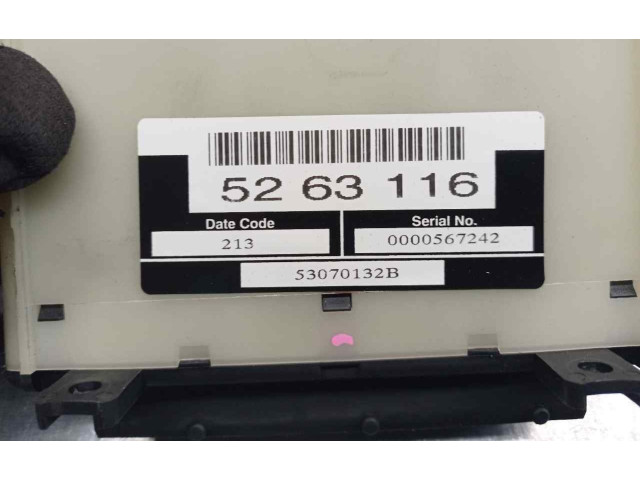 52 63 116
Date Code
Serial No.
213
0000567242
53070132B